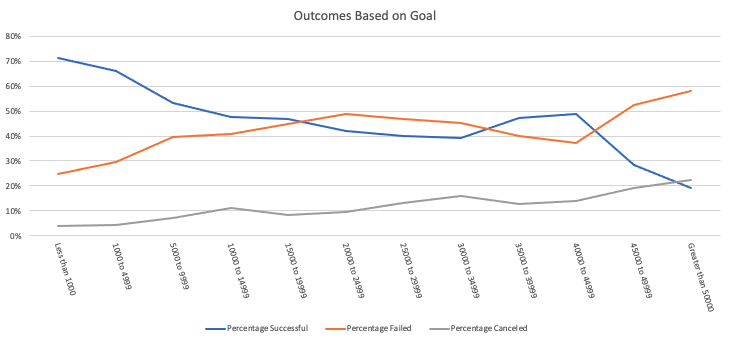 Outcomes Based on Goal
80%
70%
60%
50%
40%
30%
20%
10%
0%
Less than 1000
1000 to 4999
5000 to 9999
10000 to 14999
15000 to 19999
20000 to 24999
25000 to 29999
30000 to 34999
35000 to 39999
40000 to 44999
45000 to 49999
Greater than 50000
Percentage Successful
Percentage Failed
Percentage Canceled